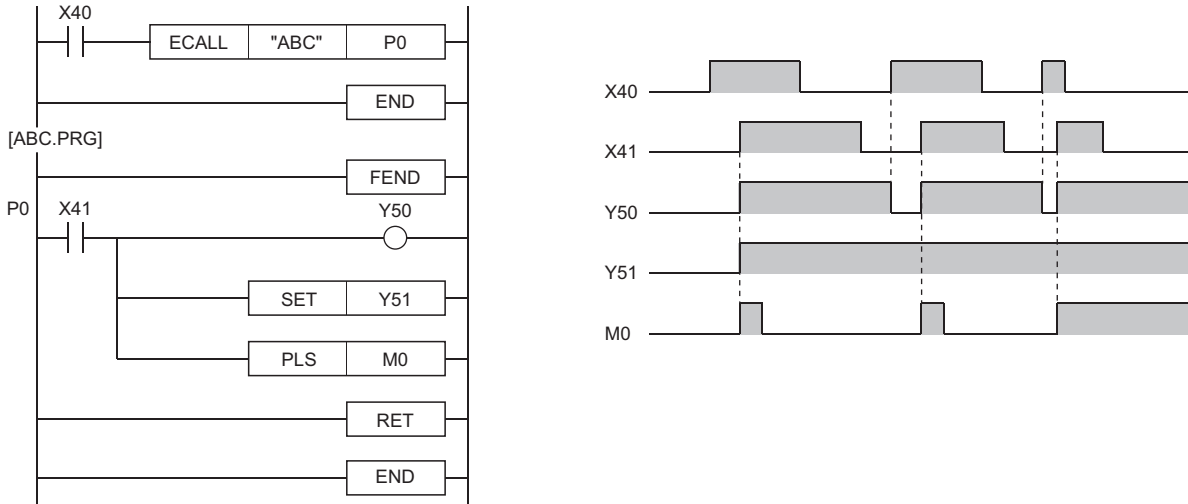 X40
ECALL "ABC" P0
END
[ABC.PRG]
FEND
P0 X41 Y50
SET Y51
PLS M0
RET
END
X40
X41
Y50
Y51
M0